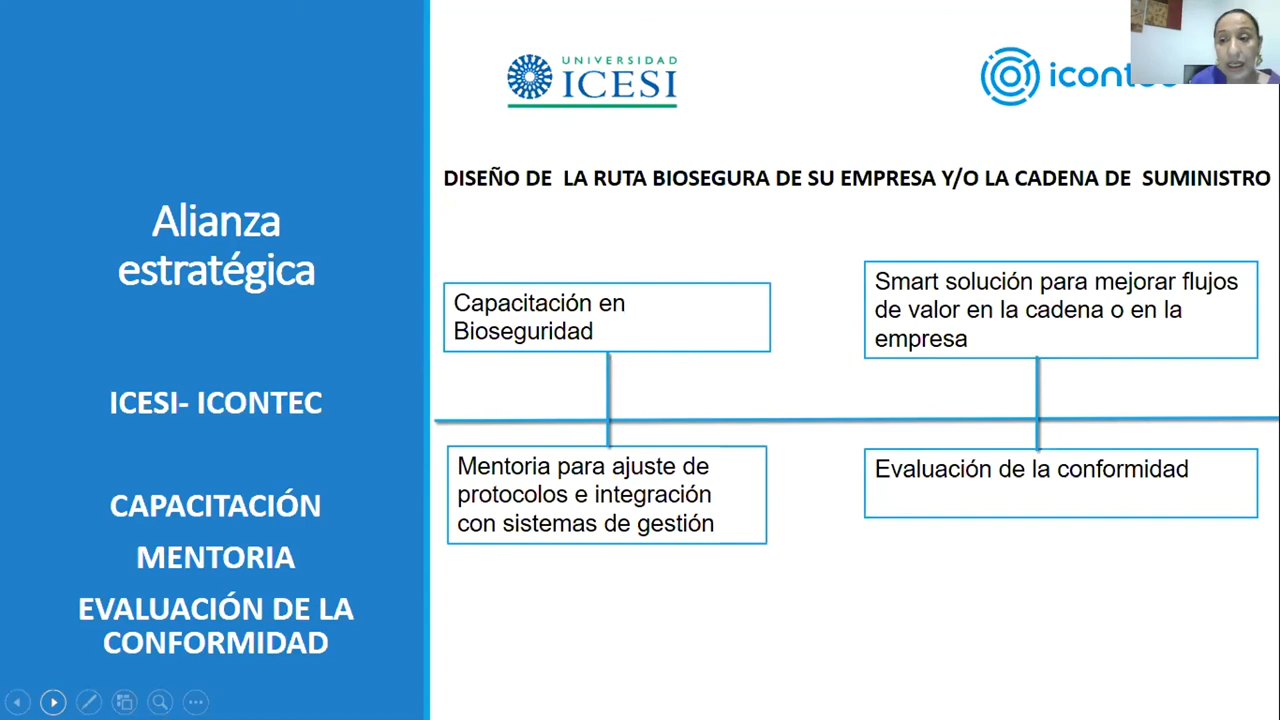 Alianza
estratégica
ICESI- ICONTEC
CAPACITACIÓN
MENTORIA
EVALUACIÓN DE LA
CONFORMIDAD
UNIVERSIDAD
ICESI
DISEÑO DE LA RUTA BIOSEGURA DE SU EMPRESA Y/O LA CADENA DE SUMINISTRO
Capacitación en
Bioseguridad
Smart solución para mejorar flujos
de valor en la cadena o en la
empresa
Mentoria para ajuste de
protocolos e integración
con sistemas de gestión
Evaluación de la conformidad